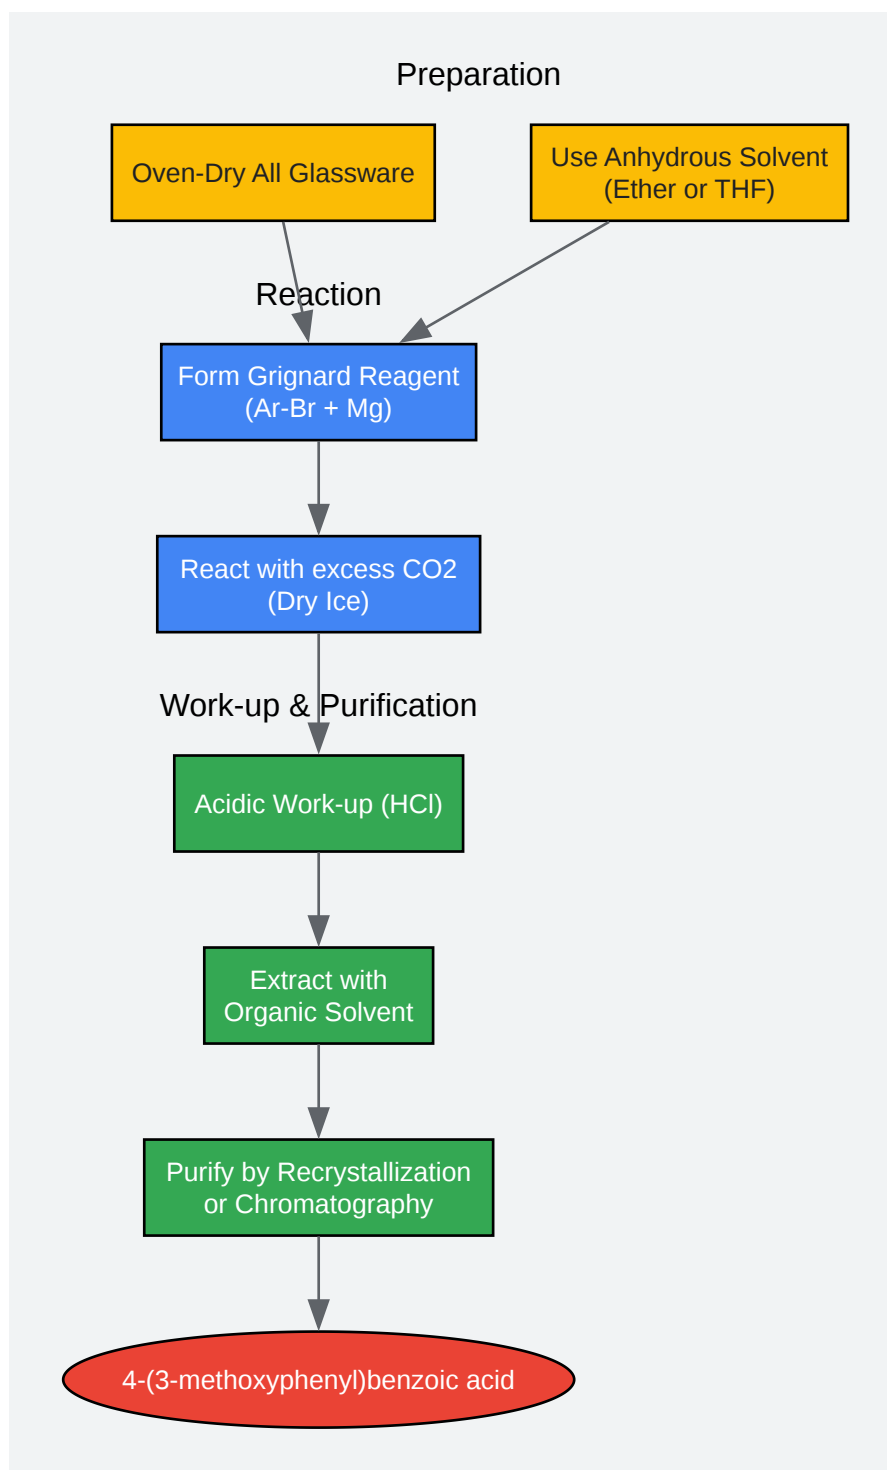 Preparation
Oven-Dry All Glassware
Use Anhydrous Solvent
(Ether or THF)
Reaction
Form Grignard Reagent
(Ar-Br + Mg)
React with excess CO2
(Dry Ice)
Work-up & Purification
Acidic Work-up (HCl)
Extract with
Organic Solvent
Purify by Recrystallization
or Chromatography
4-(3-methoxyphenyl)benzoic acid